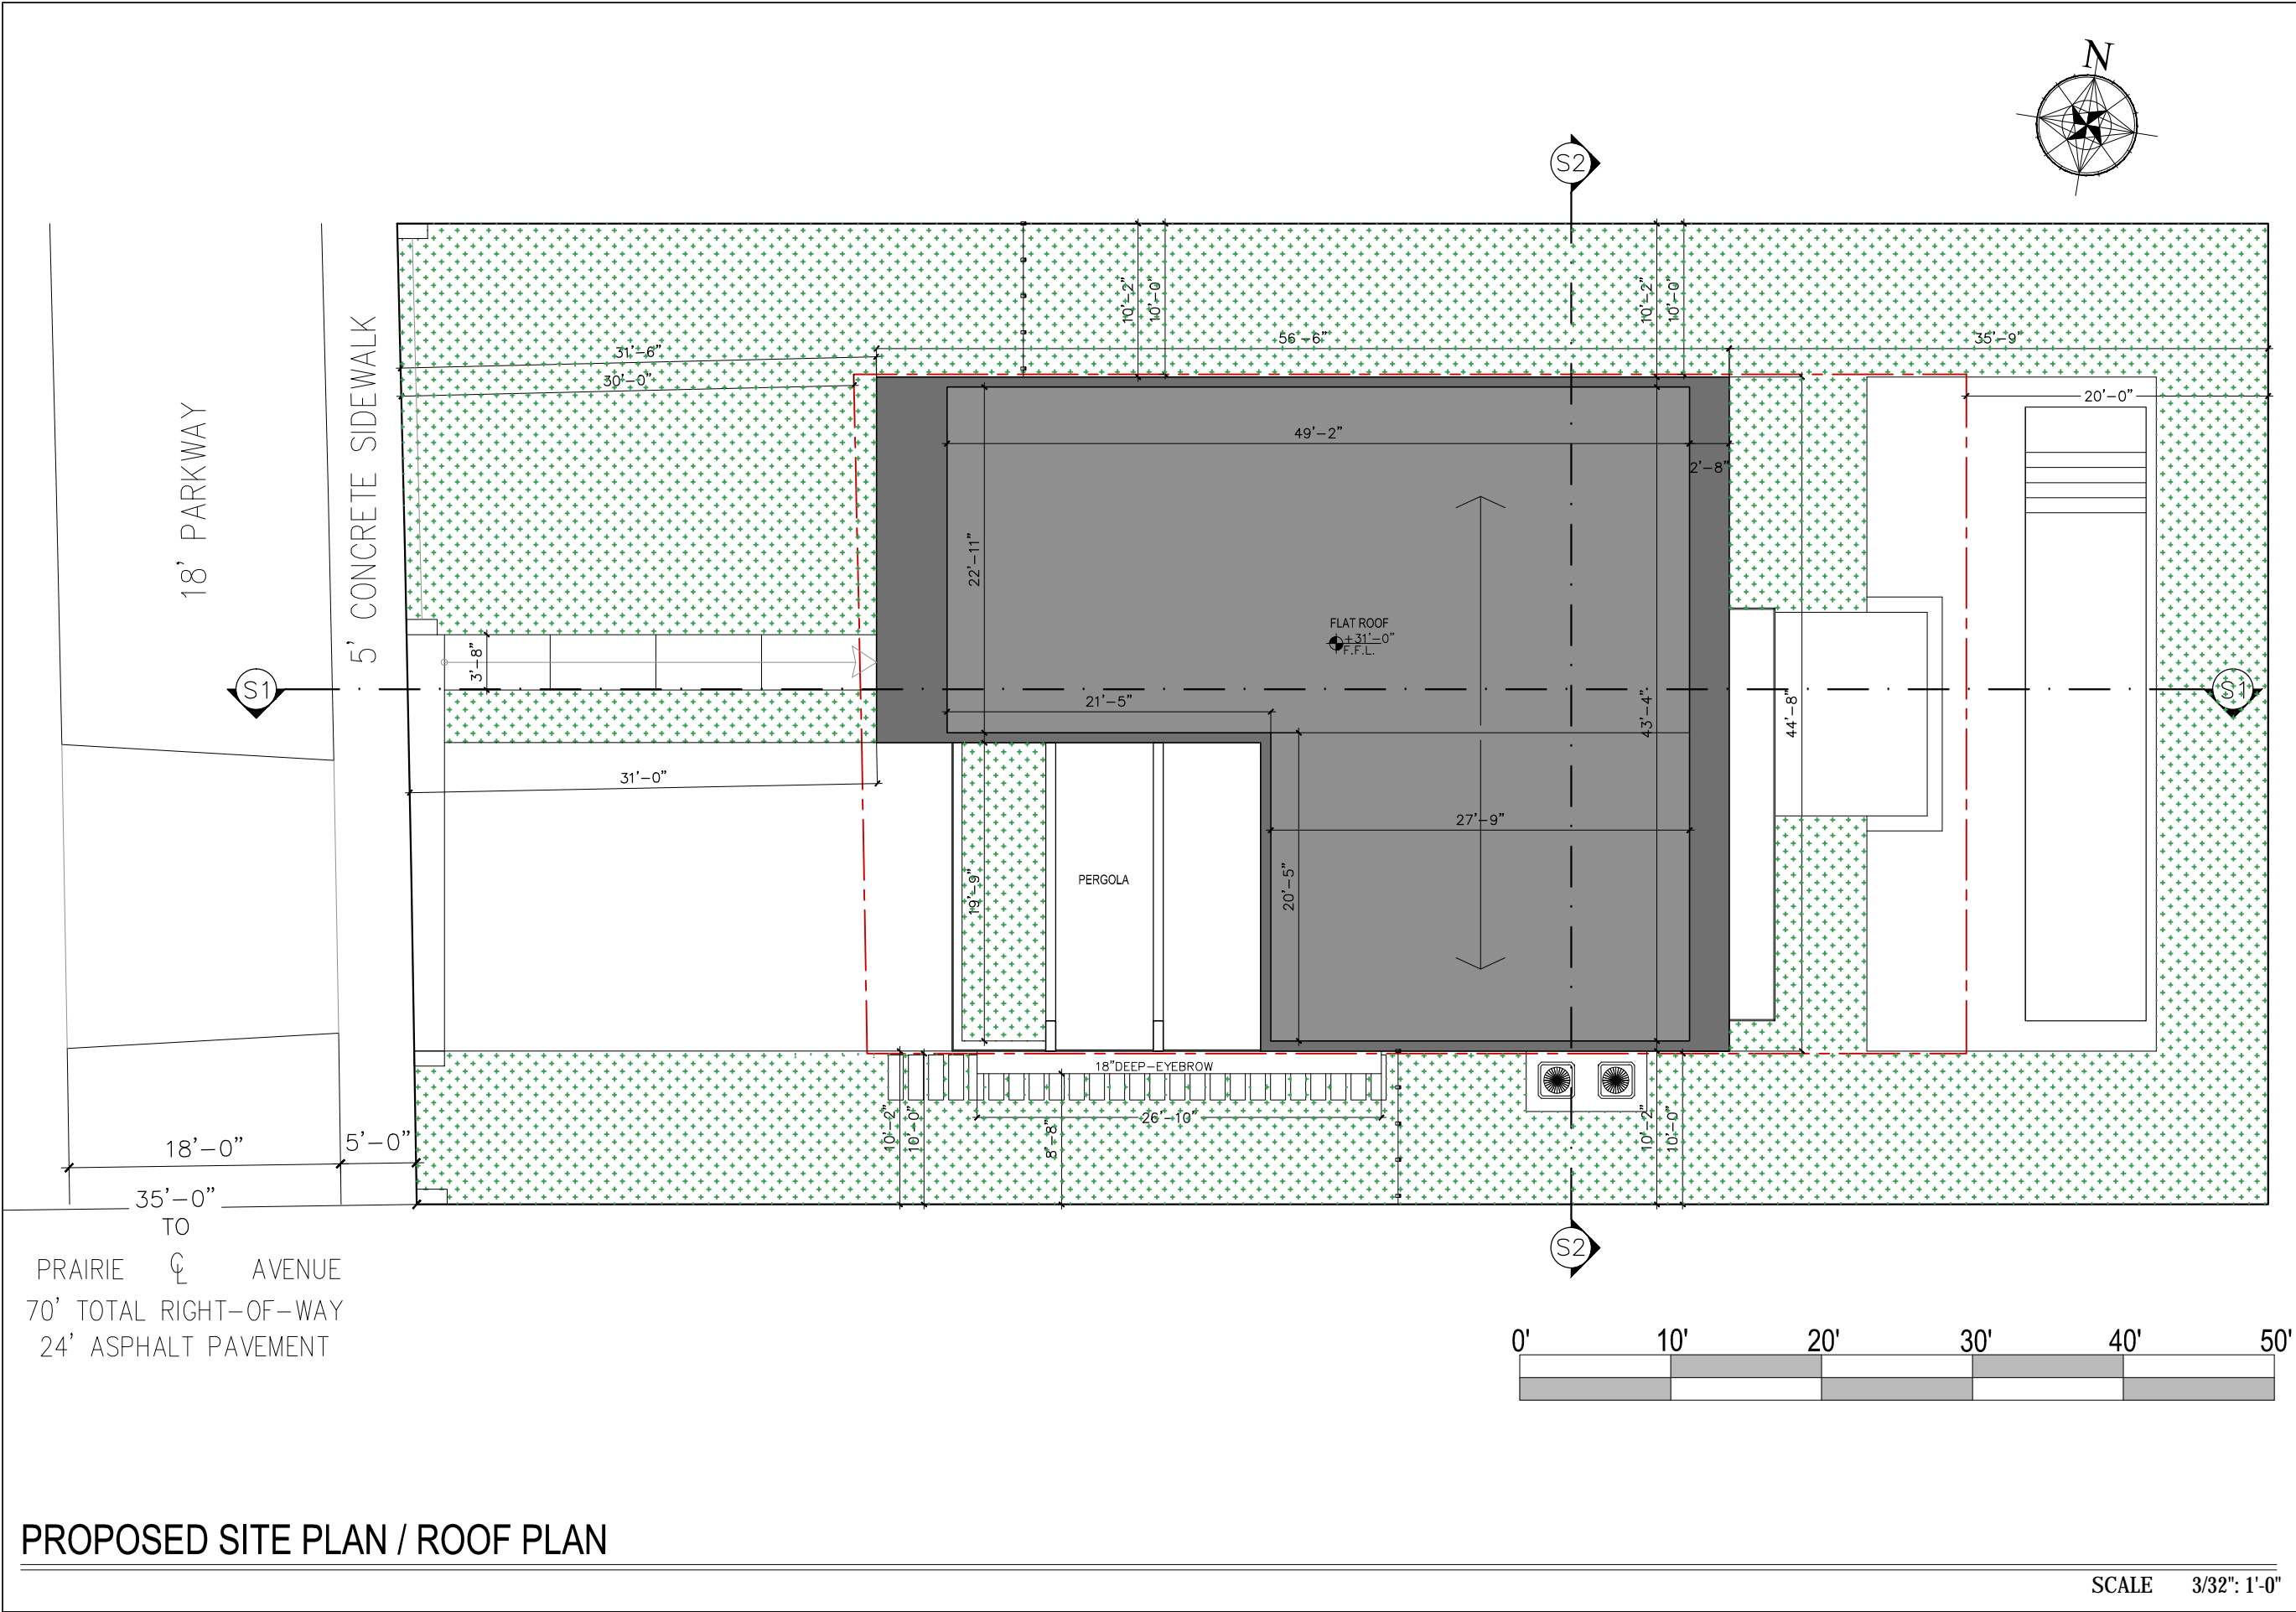 N
S2
10'-2"
10'-0"
10'-2"
10'-0"
56'-6"
35'-9"
31'-6"
30'-0"
20'-0"
18' PARKWAY
5' CONCRETE SIDEWALK
49'-2"
2'-8"
22'-11"
FLAT ROOF
+31'-0"
F.F.L.
3'-8"
S1
S1
21'-5"
43'-4"
44'-8"
31'-0"
27'-9"
19'-9"
PERGOLA
20'-5"
18"DEEP-EYEBROW
10'-2"
10'-0"
8'-8"
26'-10"
10'-2"
10'-0"
18'-0"
5'-0"
35'-0"
TO
PRAIRIE ℄ AVENUE
70' TOTAL RIGHT-OF-WAY
24' ASPHALT PAVEMENT
S2
0' 10' 20' 30' 40' 50'
PROPOSED SITE PLAN / ROOF PLAN
SCALE 3/32": 1'-0"